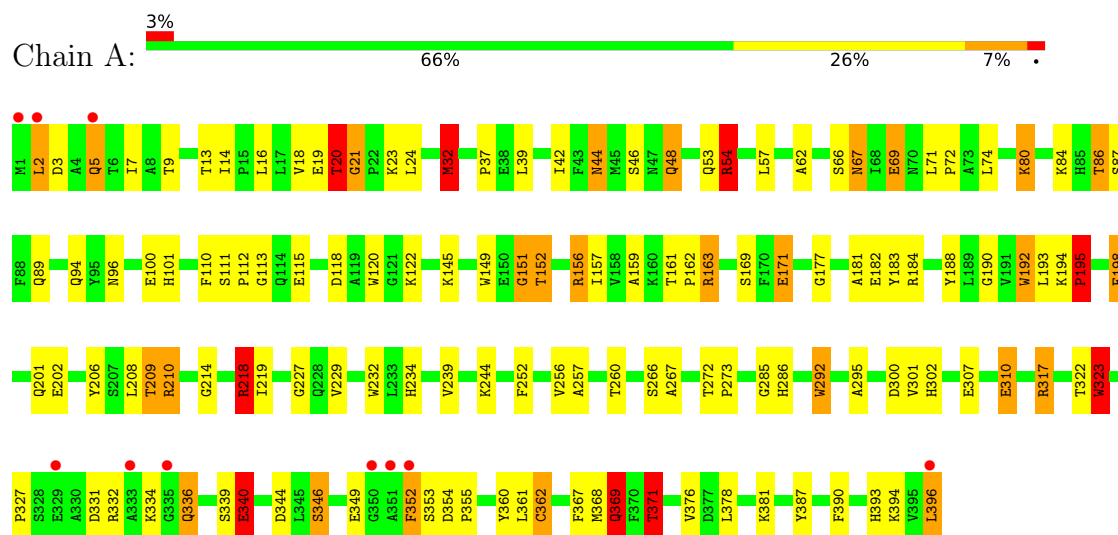 3%
Chain A:
66% 26% 7% •
M1 L2 D3 A4 Q5 T6 I7 A8 T9 T13 I14 P15 L16 L17 V18 E19 T20 G21 P22 K23 L24 M32 P37 E38 L39 I42 F43 N44 M45 S46 N47 Q48 Q53 R54 L57 A62 S66 N67 I68 E69 N70 L71 P72 A73 L74 K80 K84 H85 T86 S87
F88 Q89 Q94 Y95 N96 E100 H101 F110 S111 P112 G113 Q114 E115 D118 A119 W120 G121 K122 K145 W149 E150 G151 T152 R156 I157 V158 A159 K160 T161 P162 R163 S169 F170 E171 G177 A181 E182 Y183 R184 Y188 L189 G190 V191 W192 L193 K194 P195
Q201 E202 Y206 S207 L208 T209 R210 G214 R218 I219 G227 Q228 V229 W232 L233 H234 V239 K244 F252 V256 A257 T260 S266 A267 T272 P273 G285 H286 W292 A295 D300 V301 H302 E307 E310 R317 T322 W323
P327 S328 E329 A330 D331 R332 A333 K334 G335 Q336 S339 E340 D344 L345 S346 E349 G350 A351 F352 S353 D354 P355 Y360 L361 C362 F367 M368 Q369 F370 T371 V376 D377 L378 K381 Y387 F390 H393 K394 V395 L396